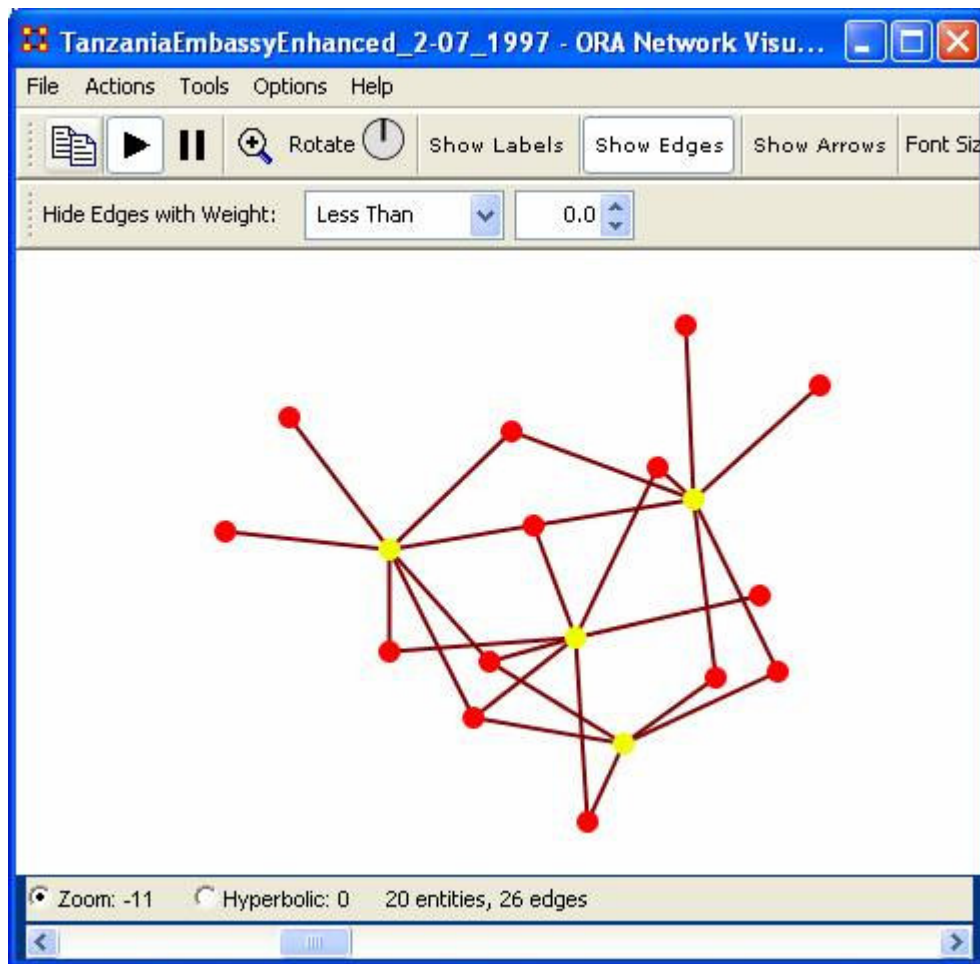 TanzaniaEmbassyEnhanced_2-07_1997 - ORA Network Visu...
File Actions Tools Options Help
Rotate Show Labels Show Edges Show Arrows Font Siz
Hide Edges with Weight: Less Than 0.0
Zoom: -11 Hyperbolic: 0 20 entities, 26 edges